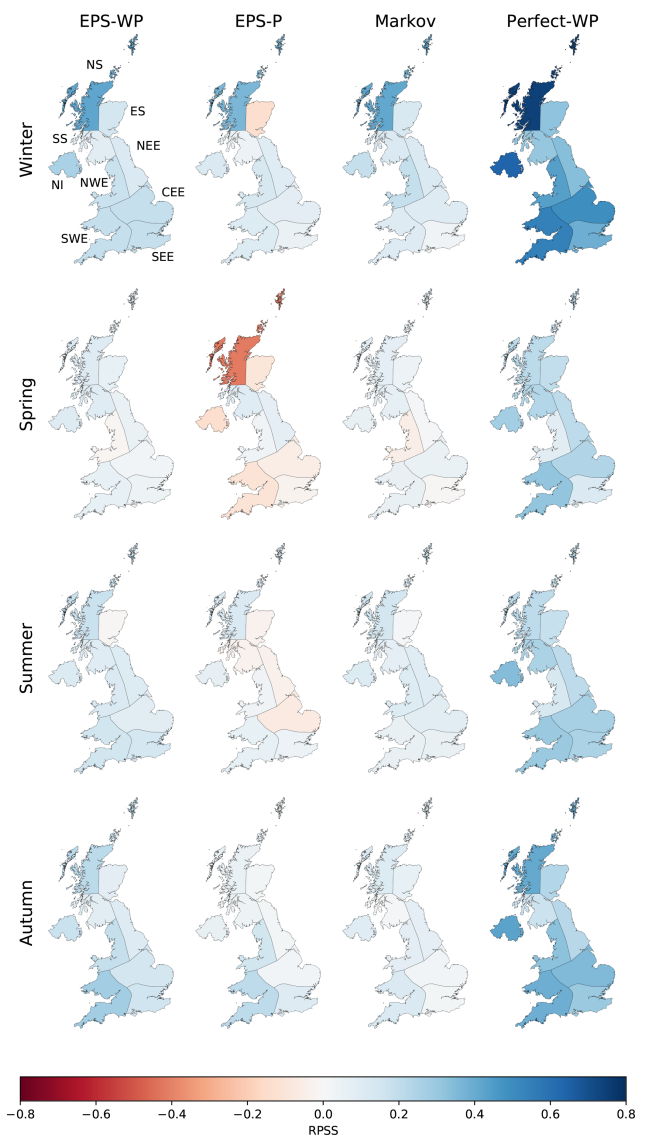 EPS-WP EPS-P Markov Perfect-WP
Winter
NS
ES
SS
NEE
NI
NWE
CEE
SWE
SEE
Spring
Summer
Autumn
−0.8 −0.6 −0.4 −0.2 0.0 0.2 0.4 0.6 0.8
RPSS